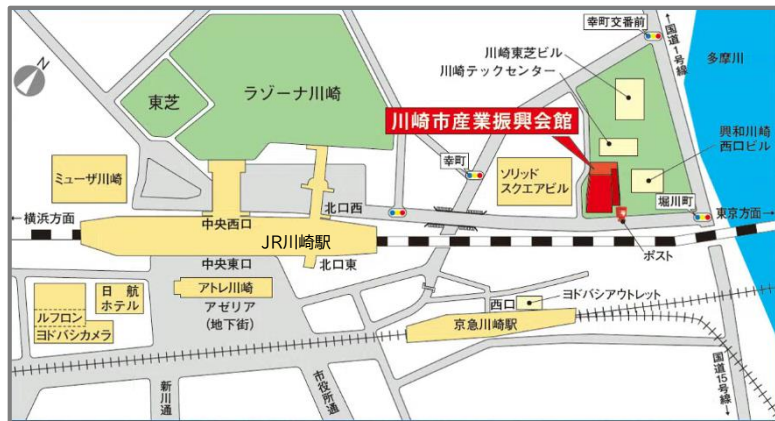 幸町交番前
←国道1号線
多摩川
川崎東芝ビル
川崎テックセンター
N
東芝
ラゾーナ川崎
川崎市産業振興会館
興和川崎
西口ビル
幸町
ソリッド
スクエアビル
ミューザ川崎
堀川町
北口西
←横浜方面
中央西口
東京方面→
JR川崎駅
ポスト
中央東口
北口東
日航
ホテル
アトレ川崎
アゼリア
(地下街)
西口
ヨドバシアウトレット
ルフロン
ヨドバシカメラ
京急川崎駅
新川通
市役所通
国道15号線→